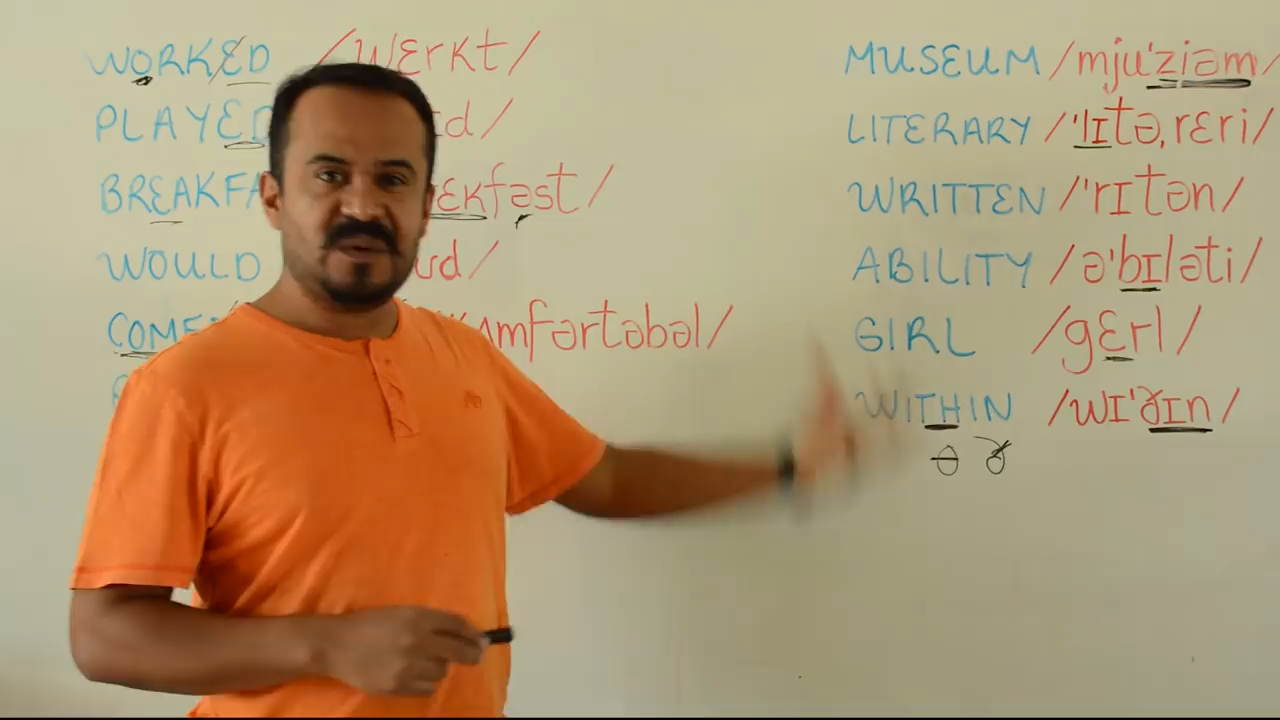 WORKED /wɛrkt/
PLAYED ɪd/
BREAKFA ɛkfəst/
WOULD ʊd/
COMF ˈkʌmfərtəbəl/
MUSEUM /mjuˈziəm/
LITERARY /ˈlɪtəˌrɛri/
WRITTEN /ˈrɪtən/
ABILITY /əˈbɪləti/
GIRL /gɛrl/
WITHIN /wɪˈðɪn/
θ ð